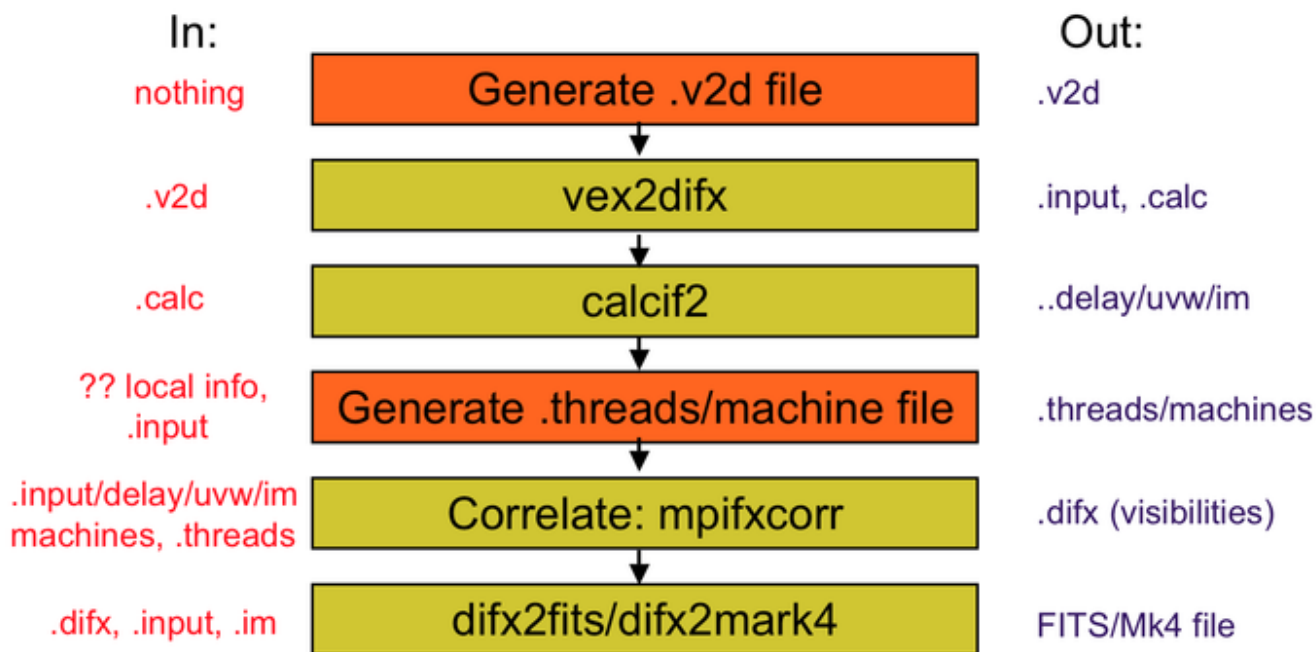 In:
Out:
nothing
Generate .v2d file
.v2d
.v2d
vex2difx
.input, .calc
.calc
calcif2
..delay/uvw/im
?? local info,
.input
Generate .threads/machine file
.threads/machines
.input/delay/uvw/im
machines, .threads
Correlate: mpifxcorr
.difx (visibilities)
.difx, .input, .im
difx2fits/difx2mark4
FITS/Mk4 file